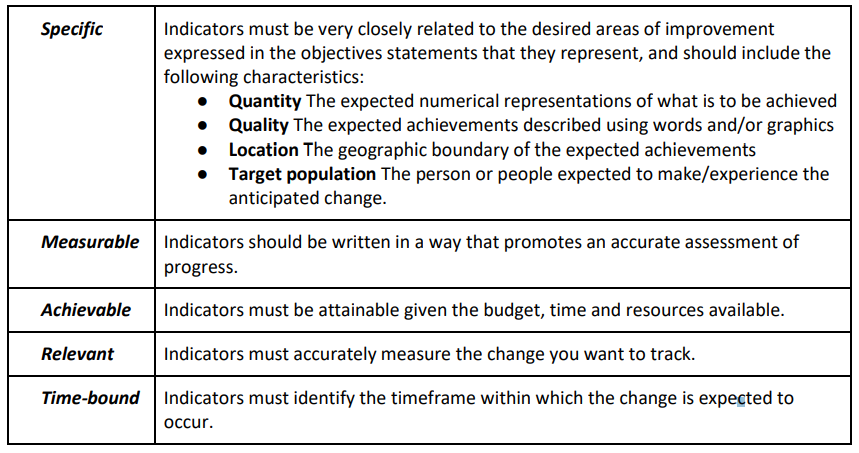 Specific
Indicators must be very closely related to the desired areas of improvement
expressed in the objectives statements that they represent, and should include the
following characteristics:
● Quantity The expected numerical representations of what is to be achieved
● Quality The expected achievements described using words and/or graphics
● Location The geographic boundary of the expected achievements
● Target population The person or people expected to make/experience the
anticipated change.
Measurable
Indicators should be written in a way that promotes an accurate assessment of
progress.
Achievable
Indicators must be attainable given the budget, time and resources available.
Relevant
Indicators must accurately measure the change you want to track.
Time-bound
Indicators must identify the timeframe within which the change is expected to
occur.